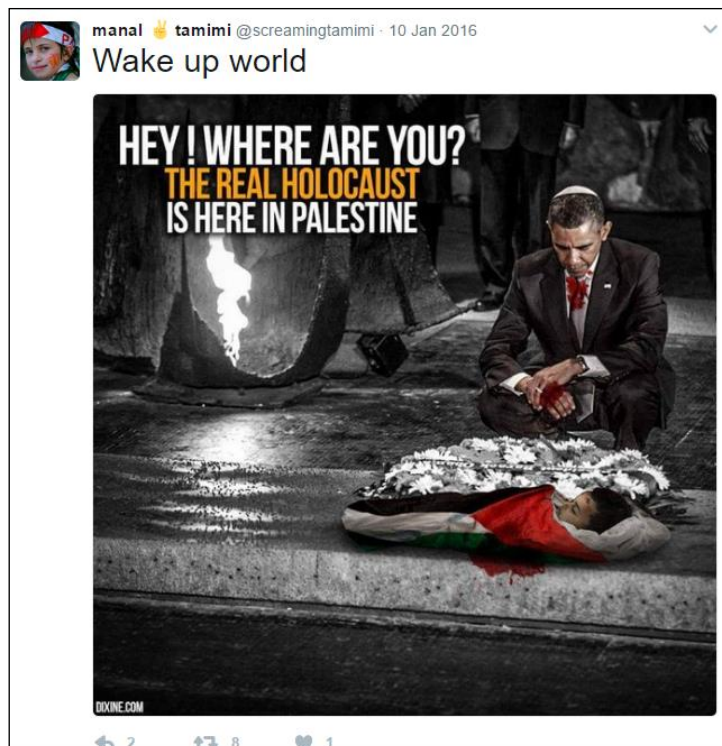 manal ✌ tamimi @screamingtamimi · 10 Jan 2016
Wake up world
HEY ! WHERE ARE YOU?
THE REAL HOLOCAUST
IS HERE IN PALESTINE
DIXINE.COM
2 8 1